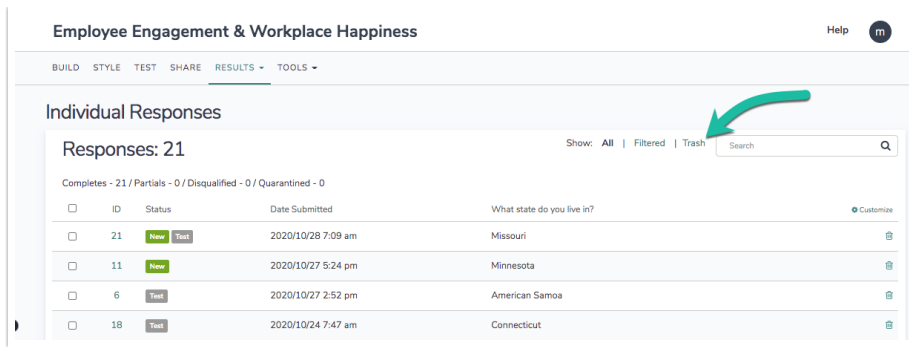 Employee Engagement & Workplace Happiness
Help m
BUILD STYLE TEST SHARE RESULTS TOOLS
Individual Responses
Responses: 21
Show: All | Filtered | Trash
Search
Completes - 21 / Partials - 0 / Disqualified - 0 / Quarantined - 0
ID Status Date Submitted What state do you live in? Customize
21 New Test 2020/10/28 7:09 am Missouri
11 New 2020/10/27 5:24 pm Minnesota
6 Test 2020/10/27 2:52 pm American Samoa
18 Test 2020/10/24 7:47 am Connecticut